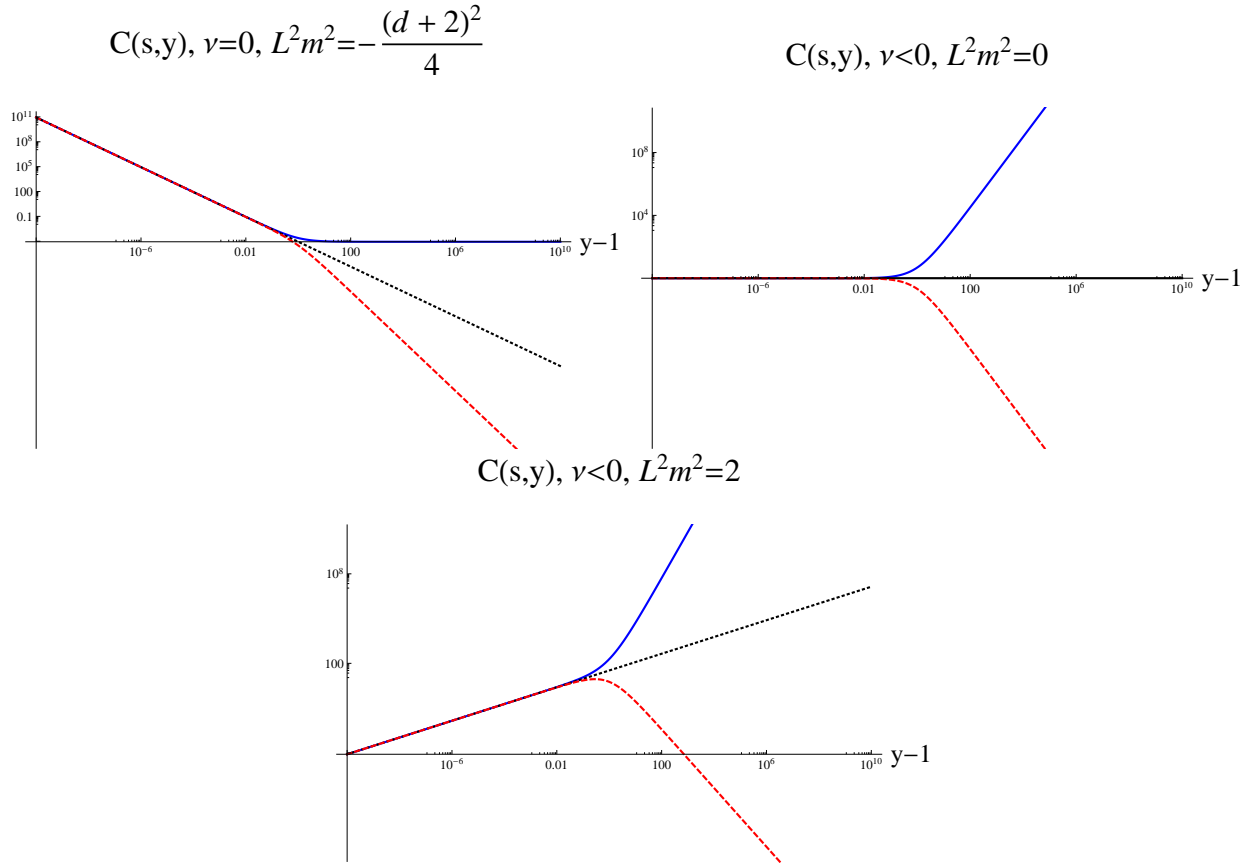 C(s,y), ν=0, L²m²=−(d + 2)²/4
10¹¹
10⁸
10⁵
100
0.1
10⁻⁶ 0.01 100 10⁶ 10¹⁰ y−1
C(s,y), ν<0, L²m²=0
10⁸
10⁴
10⁻⁶ 0.01 100 10⁶ 10¹⁰ y−1
C(s,y), ν<0, L²m²=2
10⁸
100
10⁻⁶ 0.01 100 10⁶ 10¹⁰ y−1